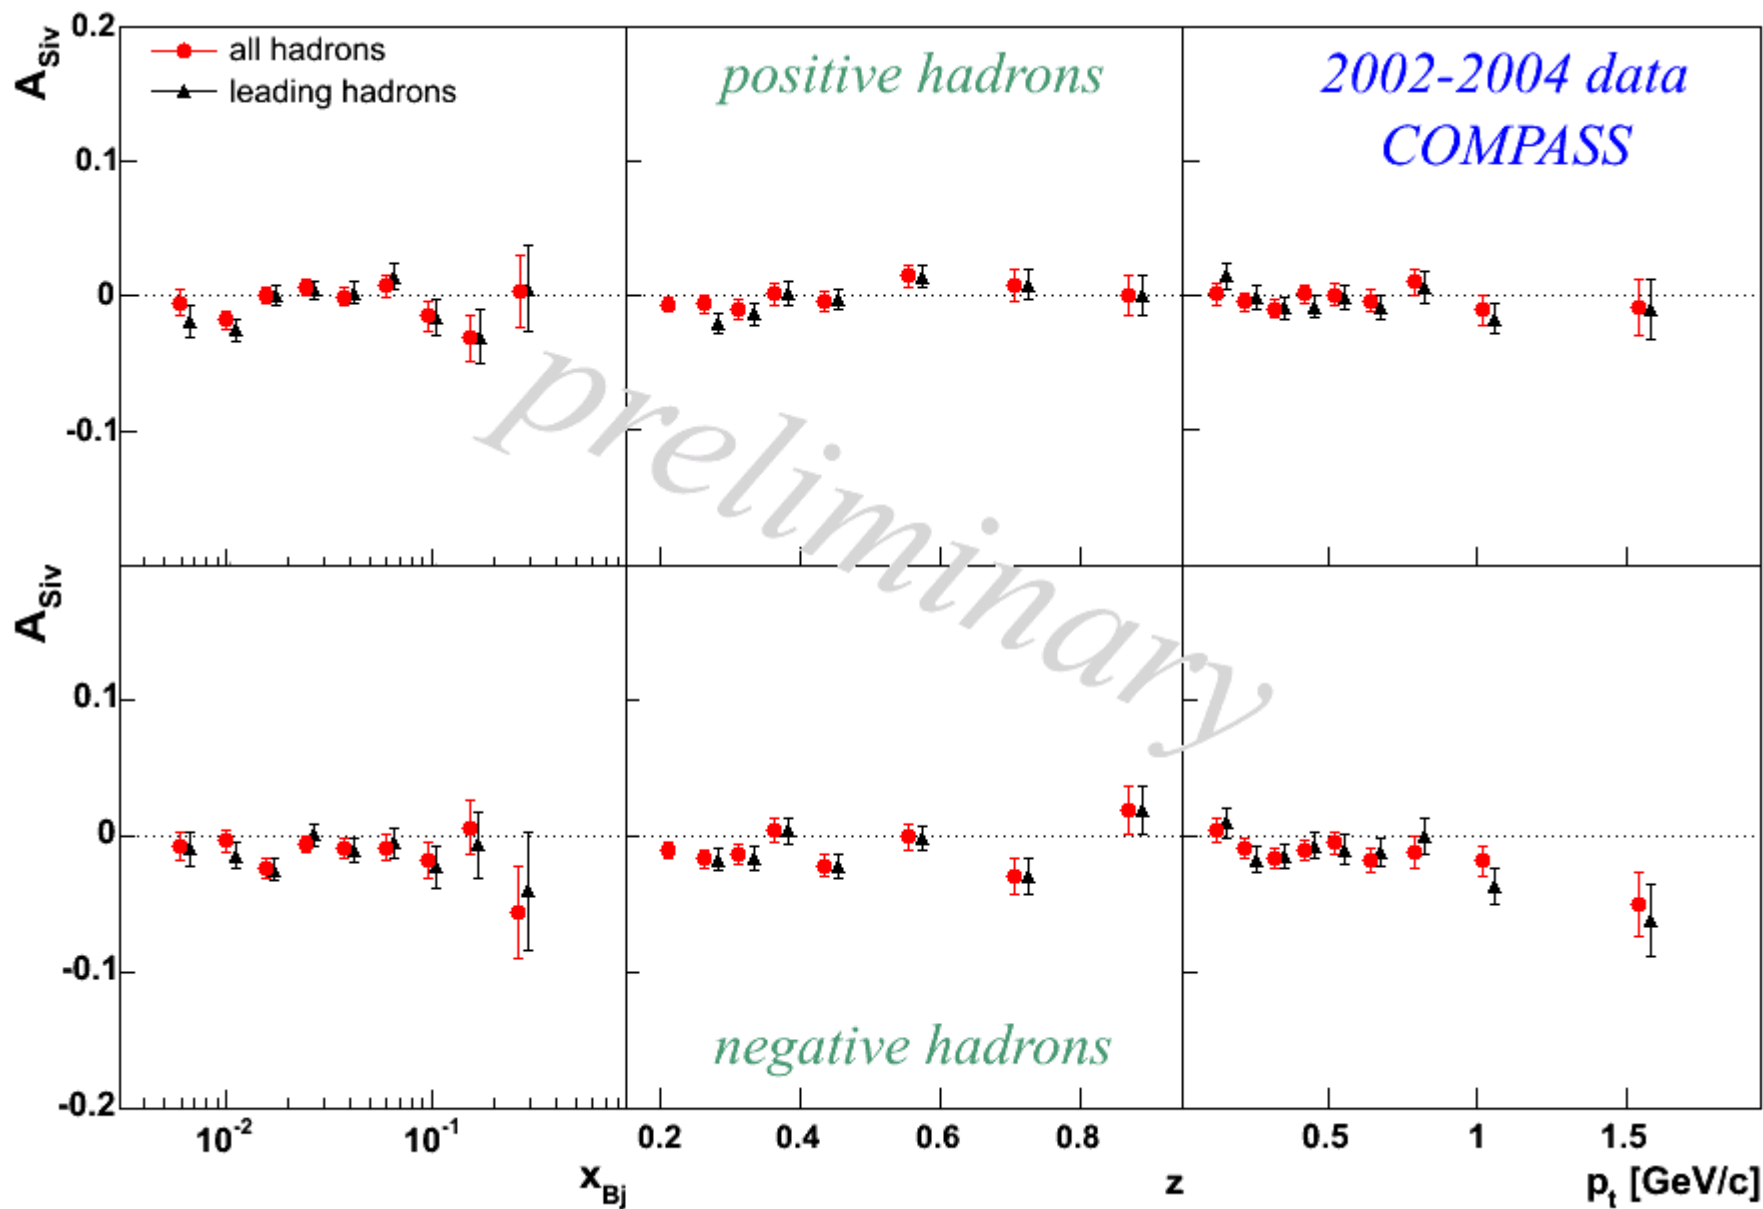 A_Siv
0.2
all hadrons
leading hadrons
positive hadrons
2002-2004 data
COMPASS
0.1
0
-0.1
preliminary
A_Siv
0.1
0
-0.1
negative hadrons
-0.2
10^-2 10^-1 0.2 0.4 0.6 0.8 0.5 1 1.5
x_Bj z p_t [GeV/c]